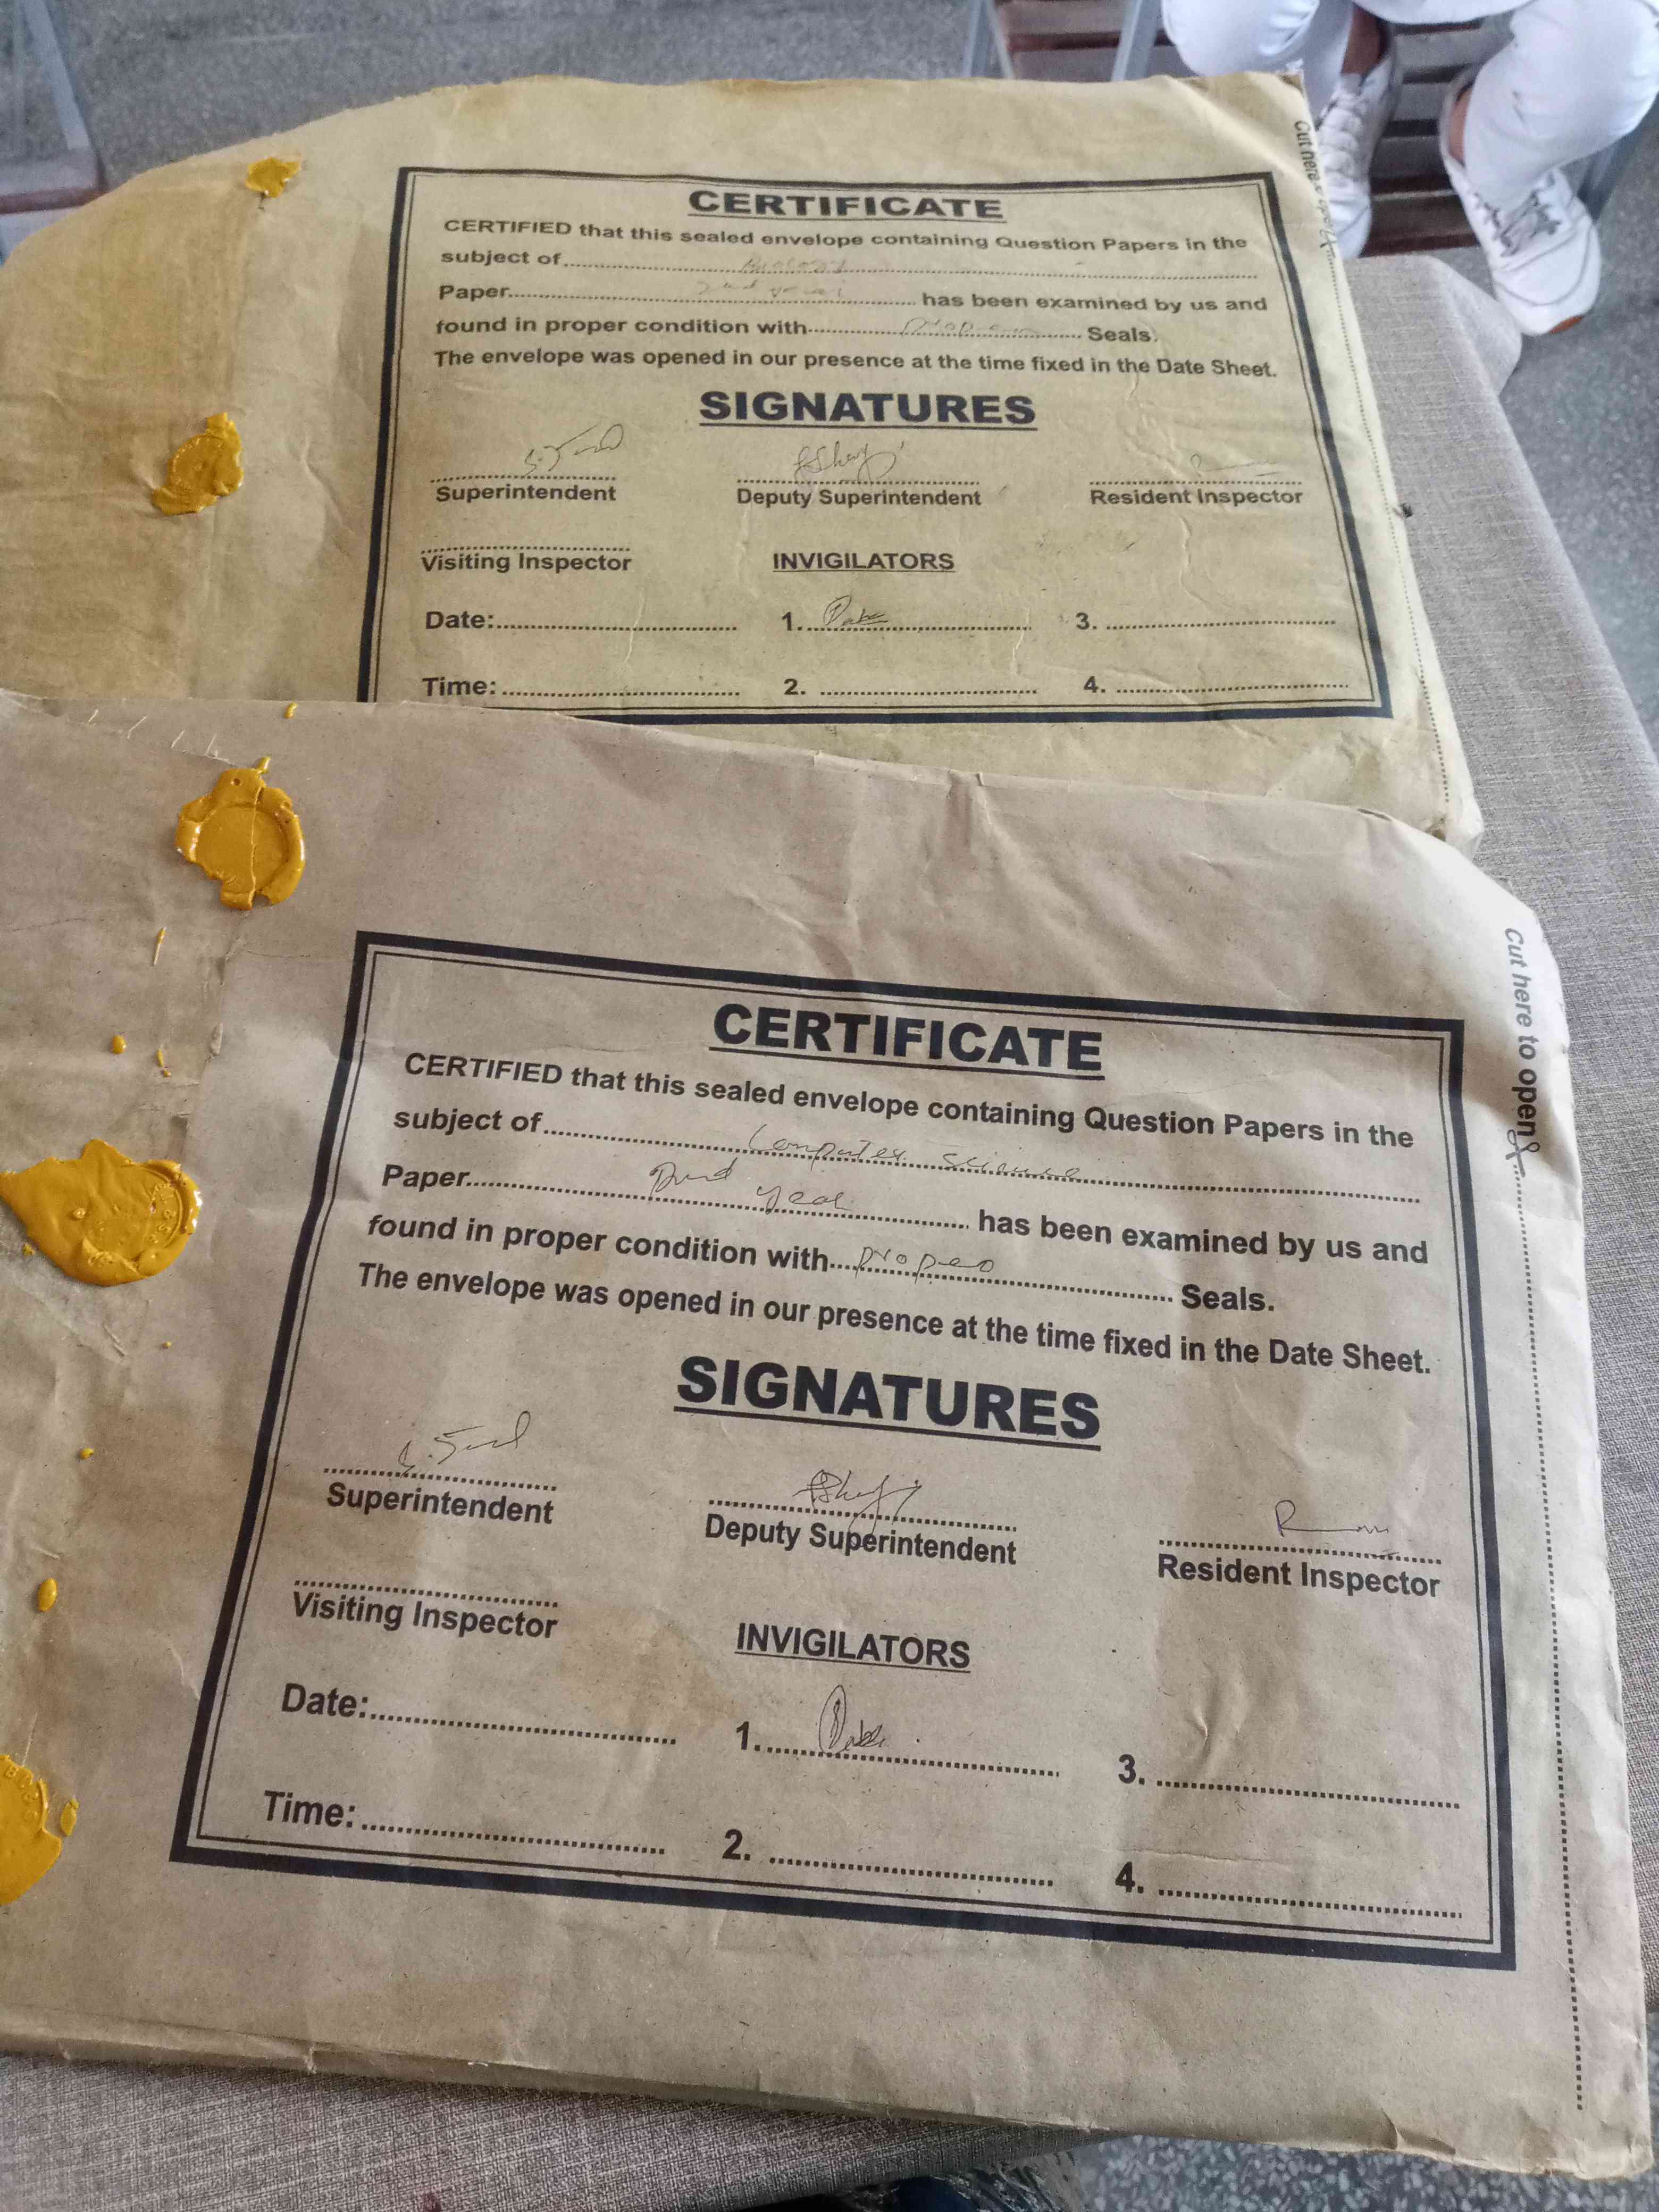 Cut here to open
CERTIFICATE
CERTIFIED that this sealed envelope containing Question Papers in the
subject of Biology
Paper 2nd year has been examined by us and
found in proper condition with proper Seals.
The envelope was opened in our presence at the time fixed in the Date Sheet.
SIGNATURES
Superintendent Deputy Superintendent Resident Inspector
Visiting Inspector INVIGILATORS
Date: 1. 3.
Time: 2. 4.
Cut here to open
CERTIFICATE
CERTIFIED that this sealed envelope containing Question Papers in the
subject of Computer science
Paper 2nd year has been examined by us and
found in proper condition with proper Seals.
The envelope was opened in our presence at the time fixed in the Date Sheet.
SIGNATURES
Superintendent Deputy Superintendent Resident Inspector
Visiting Inspector INVIGILATORS
Date: 1. 3.
Time: 2. 4.